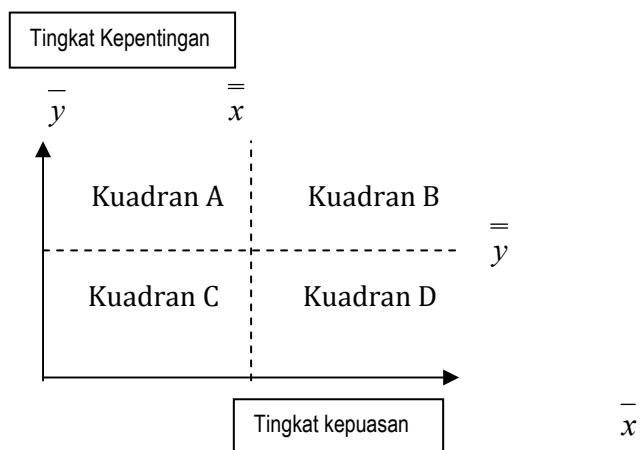 Tingkat Kepentingan
y̅ x̿
Kuadran A Kuadran B
y̿
Kuadran C Kuadran D
Tingkat kepuasan x̅